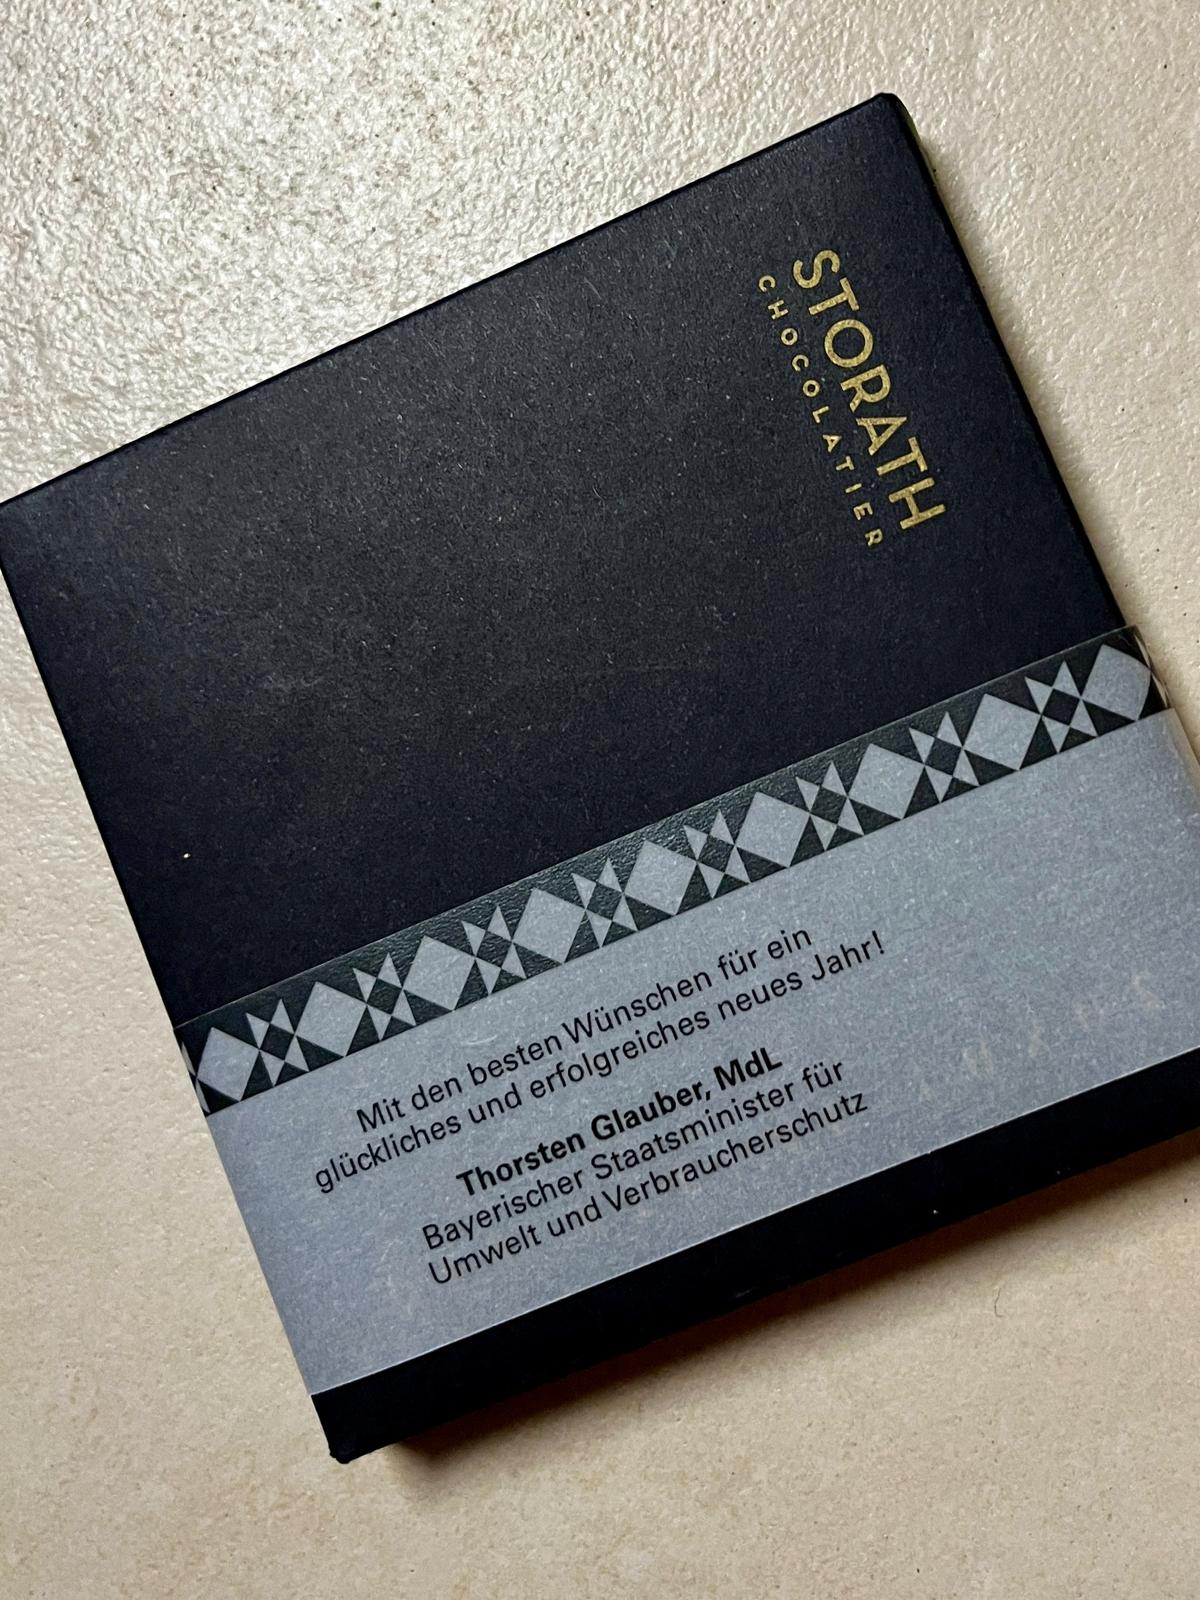 STORATH
CHOCOLATIER
Mit den besten Wünschen für ein
glückliches und erfolgreiches neues Jahr!
Thorsten Glauber, MdL
Bayerischer Staatsminister für
Umwelt und Verbraucherschutz